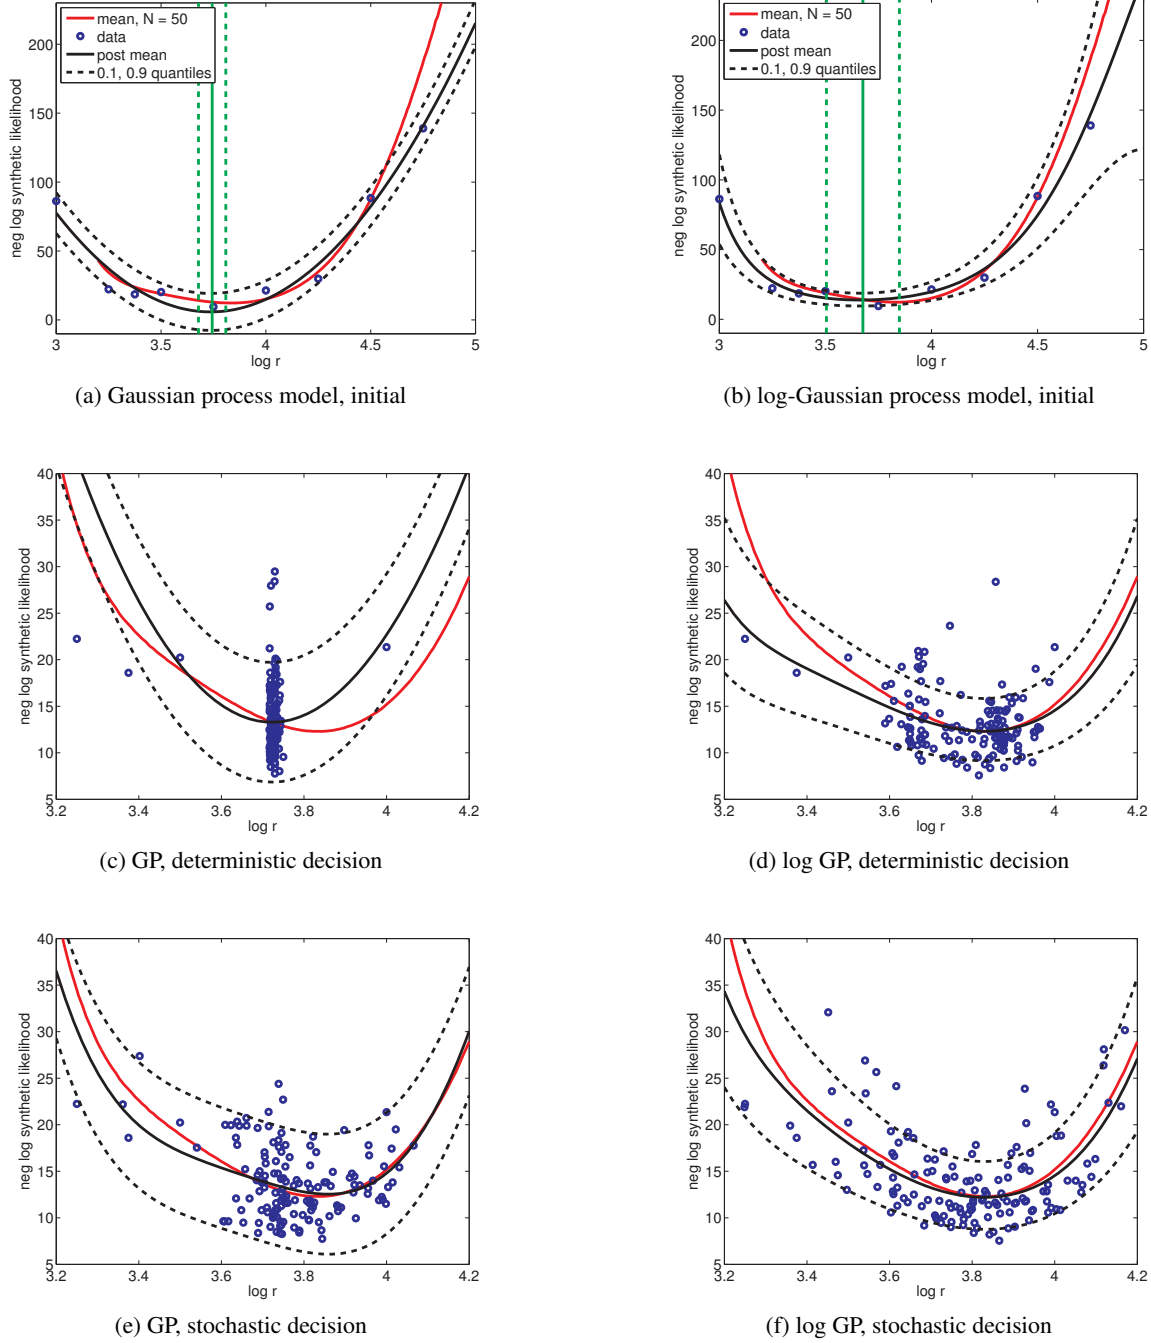 mean, N = 50
data
post mean
0.1, 0.9 quantiles
neg log synthetic likelihood
200
150
100
50
0
3
3.5
4
4.5
5
log r
(a) Gaussian process model, initial
mean, N = 50
data
post mean
0.1, 0.9 quantiles
neg log synthetic likelihood
200
150
100
50
0
3
3.5
4
4.5
5
log r
(b) log-Gaussian process model, initial
neg log synthetic likelihood
40
35
30
25
20
15
10
5
3.2
3.4
3.6
3.8
4
4.2
log r
(c) GP, deterministic decision
neg log synthetic likelihood
40
35
30
25
20
15
10
5
3.2
3.4
3.6
3.8
4
4.2
log r
(d) log GP, deterministic decision
neg log synthetic likelihood
40
35
30
25
20
15
10
5
3.2
3.4
3.6
3.8
4
4.2
log r
(e) GP, stochastic decision
neg log synthetic likelihood
40
35
30
25
20
15
10
5
3.2
3.4
3.6
3.8
4
4.2
log r
(f) log GP, stochastic decision